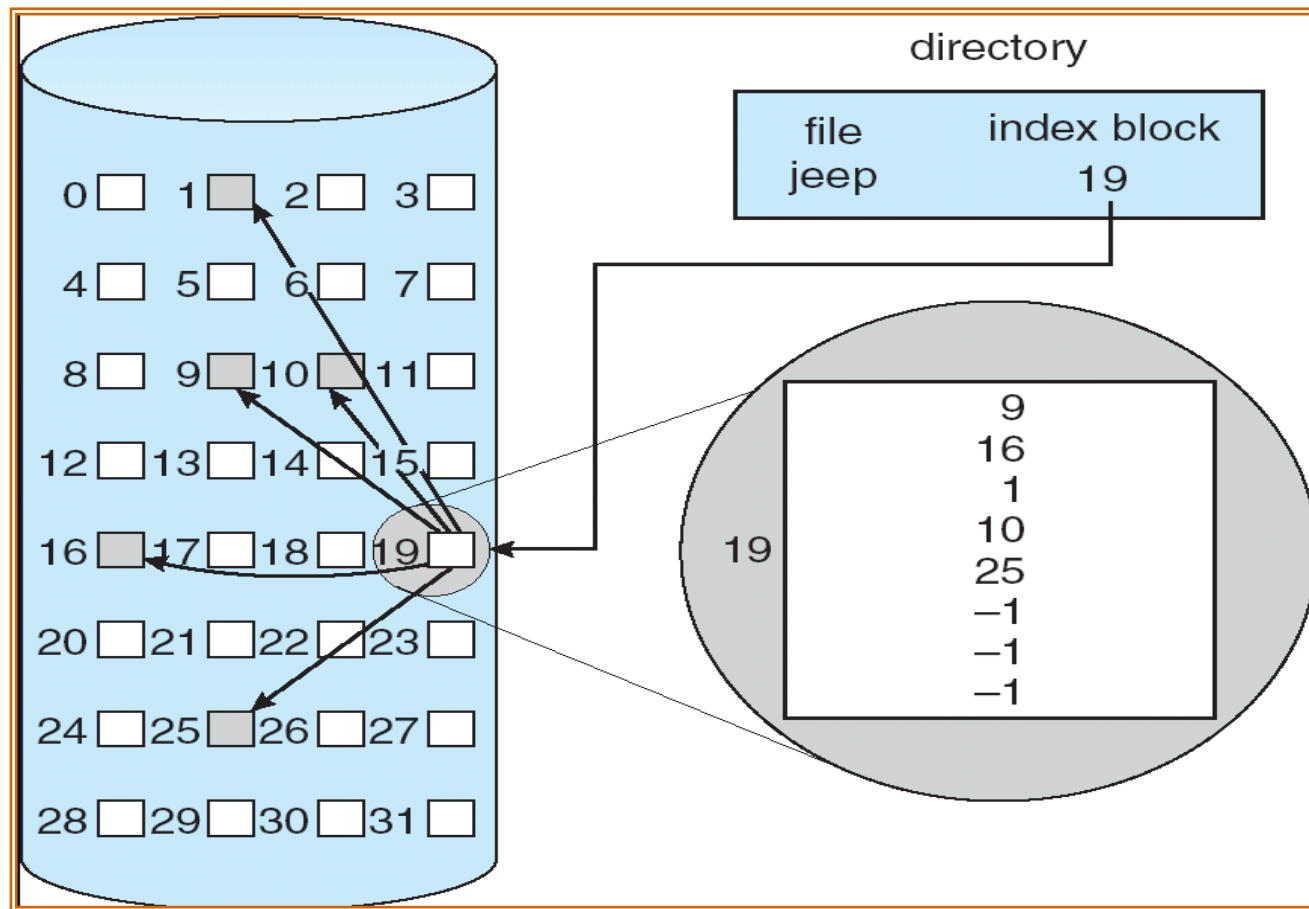 directory
file index block
jeep 19
0 1 2 3
4 5 6 7
8 9 10 11
12 13 14 15
16 17 18 19
20 21 22 23
24 25 26 27
28 29 30 31
19
9
16
1
10
25
–1
–1
–1